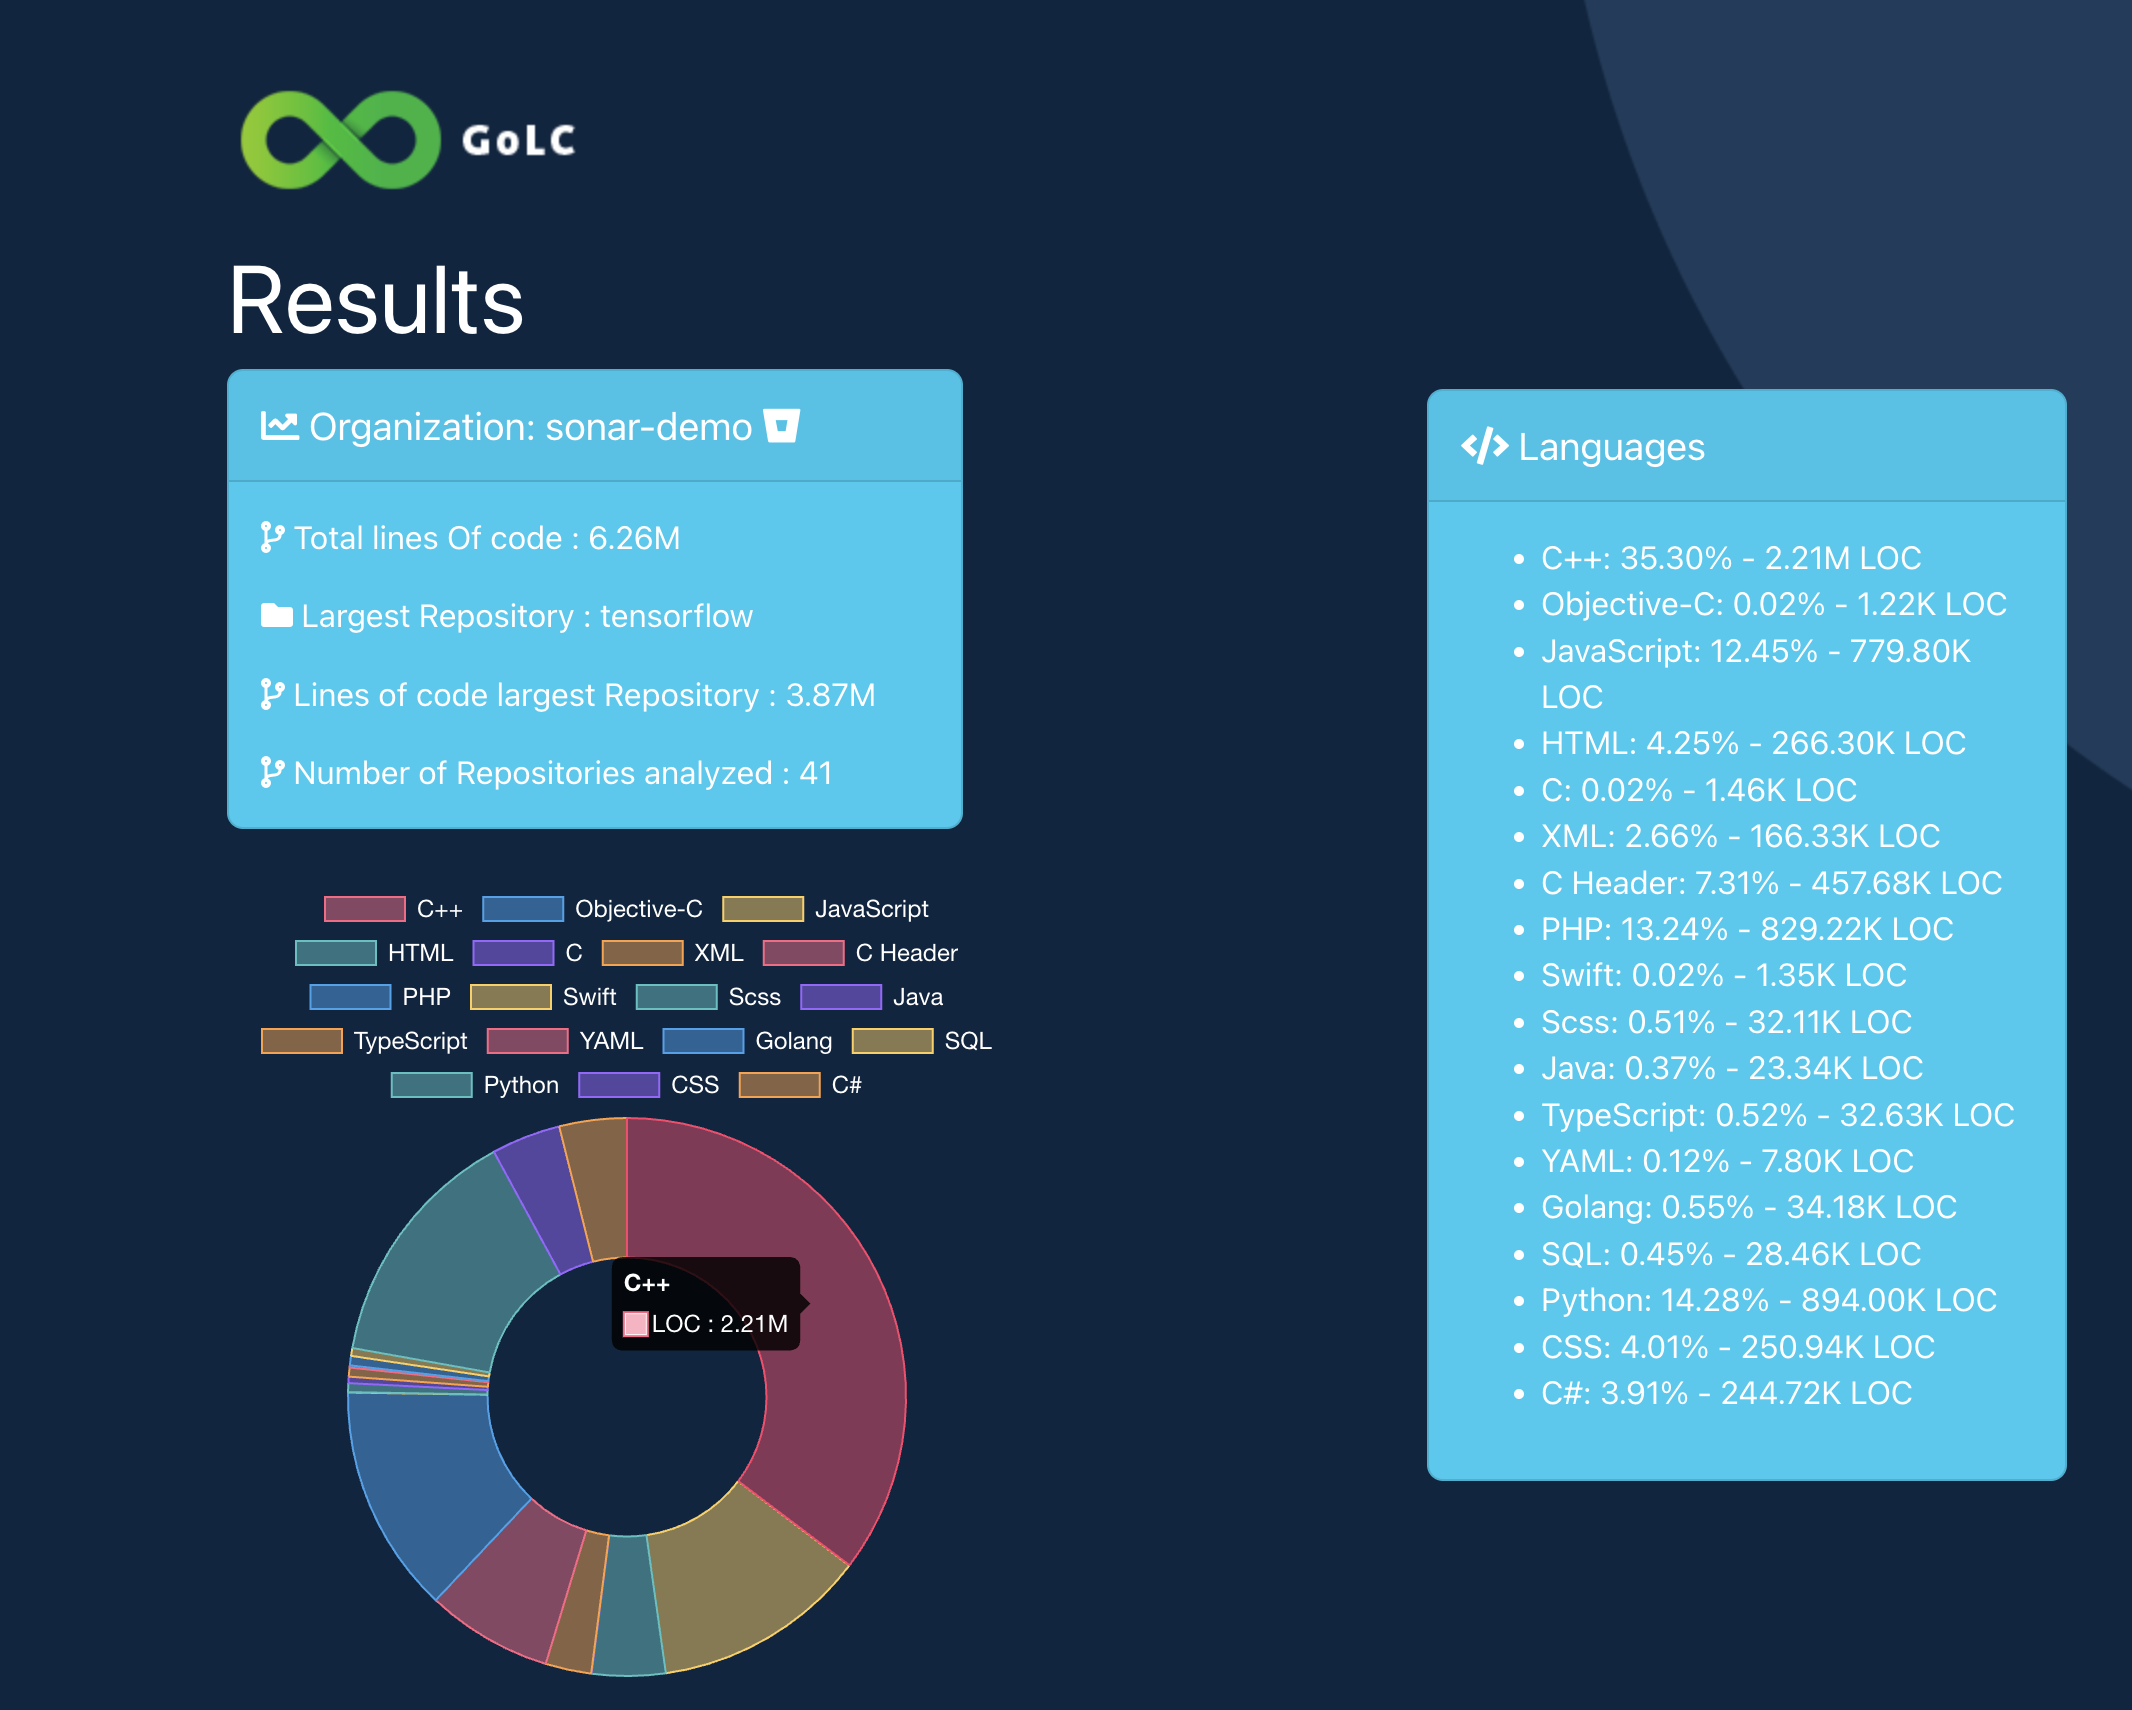 GoLC
Results
Organization: sonar-demo
Total lines Of code : 6.26M
Largest Repository : tensorflow
Lines of code largest Repository : 3.87M
Number of Repositories analyzed : 41
C++ Objective-C JavaScript
HTML C XML C Header
PHP Swift Scss Java
TypeScript YAML Golang SQL
Python CSS C#
C++
LOC : 2.21M
Languages
C++: 35.30% - 2.21M LOC
Objective-C: 0.02% - 1.22K LOC
JavaScript: 12.45% - 779.80K
LOC
HTML: 4.25% - 266.30K LOC
C: 0.02% - 1.46K LOC
XML: 2.66% - 166.33K LOC
C Header: 7.31% - 457.68K LOC
PHP: 13.24% - 829.22K LOC
Swift: 0.02% - 1.35K LOC
Scss: 0.51% - 32.11K LOC
Java: 0.37% - 23.34K LOC
TypeScript: 0.52% - 32.63K LOC
YAML: 0.12% - 7.80K LOC
Golang: 0.55% - 34.18K LOC
SQL: 0.45% - 28.46K LOC
Python: 14.28% - 894.00K LOC
CSS: 4.01% - 250.94K LOC
C#: 3.91% - 244.72K LOC